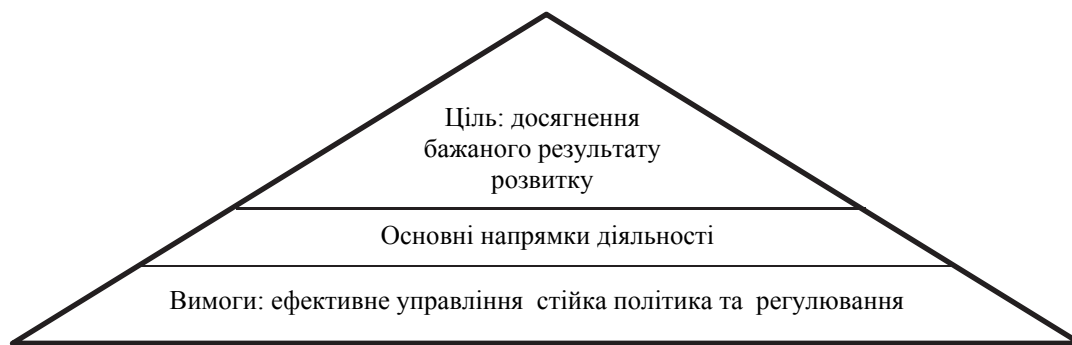 Ціль: досягнення
бажаного результату
розвитку
Основні напрямки діяльності
Вимоги: ефективне управління  стійка політика та  регулювання